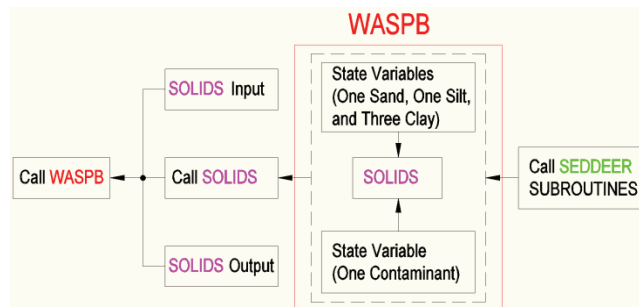 WASPB
SOLIDS Input
State Variables
(One Sand, One Silt,
and Three Clay)
Call WASPB
Call SOLIDS
SOLIDS
Call SEDDEER
SUBROUTINES
SOLIDS Output
State Variable
(One Contaminant)